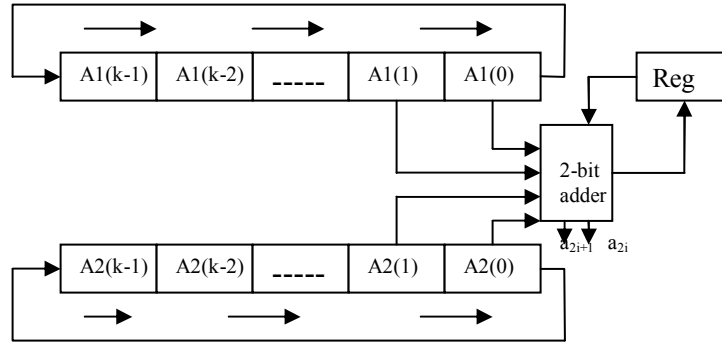 A1(k-1) A1(k-2) ----- A1(1) A1(0)
Reg
2-bit
adder
a2i+1 a2i
A2(k-1) A2(k-2) ----- A2(1) A2(0)